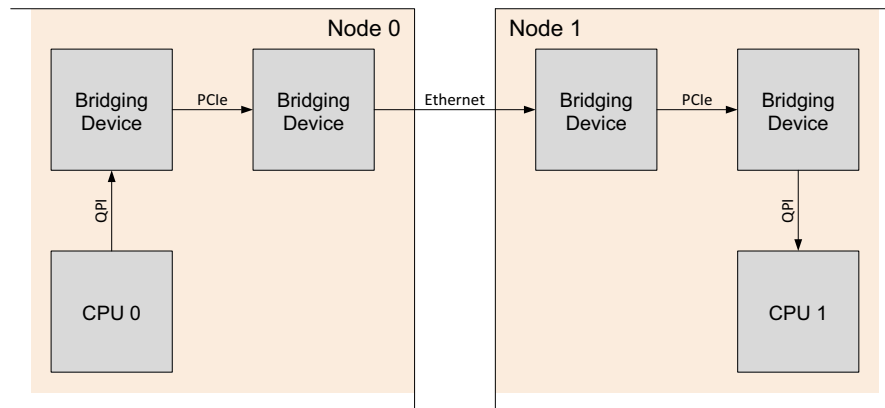 Node 0
Node 1
Bridging
Device
PCIe
Bridging
Device
Ethernet
Bridging
Device
PCIe
Bridging
Device
QPI
QPI
CPU 0
CPU 1